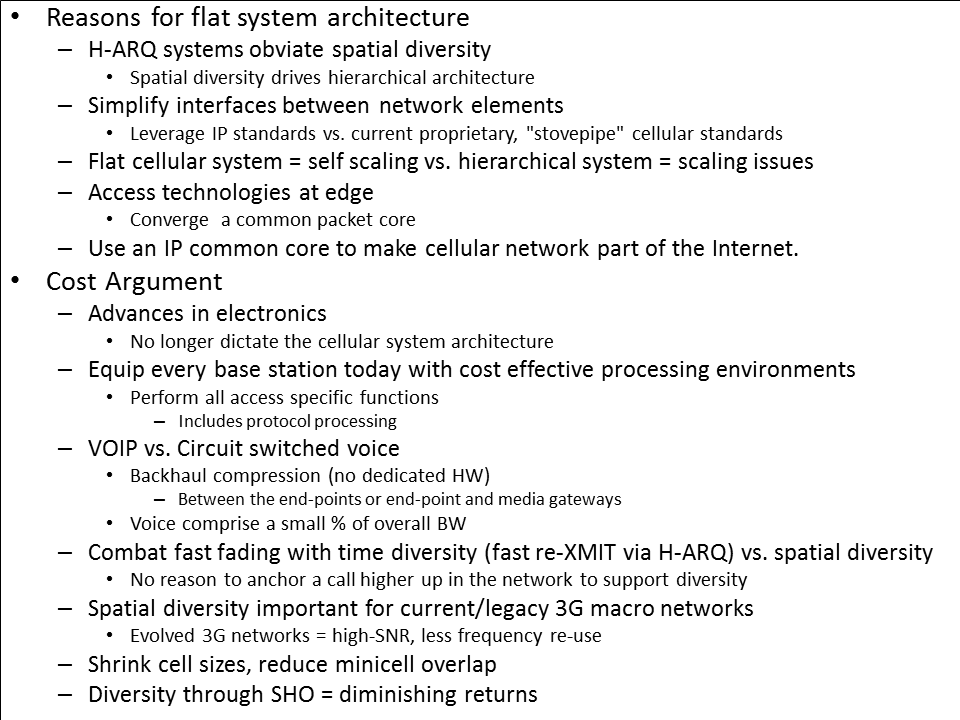 • Reasons for flat system architecture
– H-ARQ systems obviate spatial diversity
• Spatial diversity drives hierarchical architecture
– Simplify interfaces between network elements
• Leverage IP standards vs. current proprietary, "stovepipe" cellular standards
– Flat cellular system = self scaling vs. hierarchical system = scaling issues
– Access technologies at edge
• Converge a common packet core
– Use an IP common core to make cellular network part of the Internet.
• Cost Argument
– Advances in electronics
• No longer dictate the cellular system architecture
– Equip every base station today with cost effective processing environments
• Perform all access specific functions
– Includes protocol processing
– VOIP vs. Circuit switched voice
• Backhaul compression (no dedicated HW)
– Between the end-points or end-point and media gateways
• Voice comprise a small % of overall BW
– Combat fast fading with time diversity (fast re-XMIT via H-ARQ) vs. spatial diversity
• No reason to anchor a call higher up in the network to support diversity
– Spatial diversity important for current/legacy 3G macro networks
• Evolved 3G networks = high-SNR, less frequency re-use
– Shrink cell sizes, reduce minicell overlap
– Diversity through SHO = diminishing returns